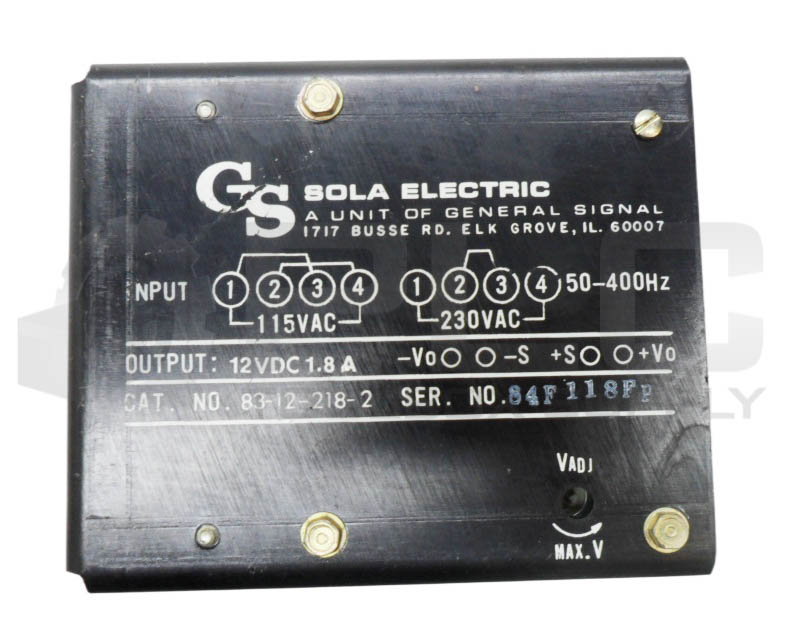 GS SOLA ELECTRIC
A UNIT OF GENERAL SIGNAL
1717 BUSSE RD. ELK GROVE, IL. 60007
NPUT 1 2 3 4 1 2 3 4 50-400Hz
115VAC 230VAC
OUTPUT: 12VDC 1.8 A -Vo -S +S +Vo
CAT. NO. 83-12-218-2 SER. NO. 84F118F
VADJ
MAX. V